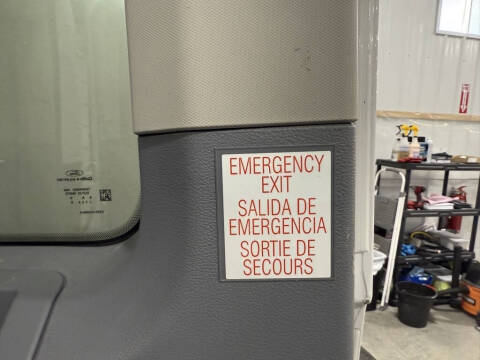 EMERGENCY
EXIT
SALIDA DE
EMERGENCIA
SORTIE DE
SECOURS